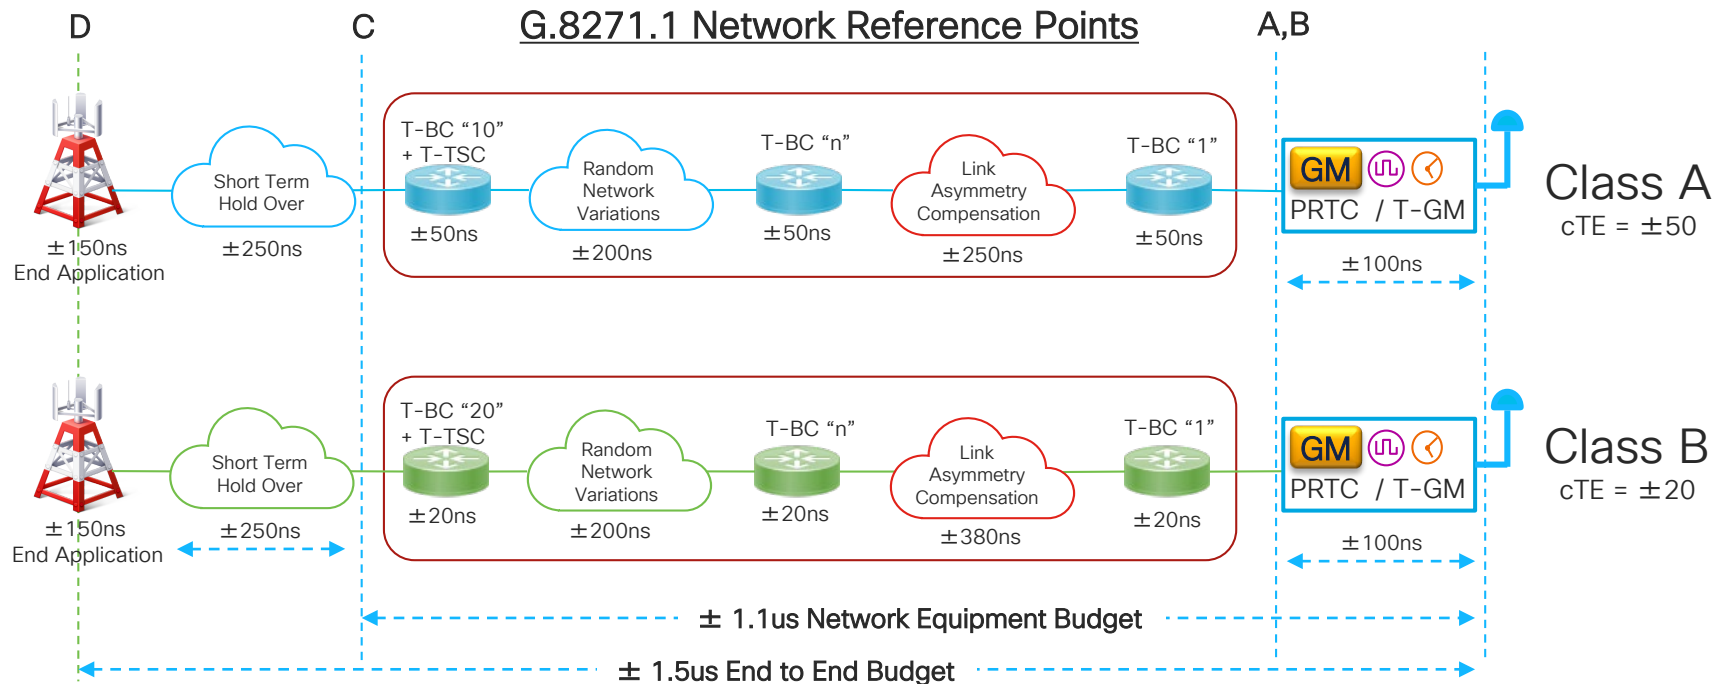 G.8271.1 Network Reference Points
D
C
A,B
T-BC “10”
+ T-TSC
T-BC “n”
T-BC “1”
Short Term
Hold Over
Random
Network
Variations
Link
Asymmetry
Compensation
GM
PRTC / T-GM
Class A
cTE = ±50
±150ns
End Application
±250ns
±50ns
±200ns
±50ns
±250ns
±50ns
±100ns
T-BC “20”
+ T-TSC
T-BC “n”
T-BC “1”
Short Term
Hold Over
Random
Network
Variations
Link
Asymmetry
Compensation
GM
PRTC / T-GM
Class B
cTE = ±20
±150ns
End Application
±250ns
±20ns
±200ns
±20ns
±380ns
±20ns
±100ns
± 1.1us Network Equipment Budget
± 1.5us End to End Budget